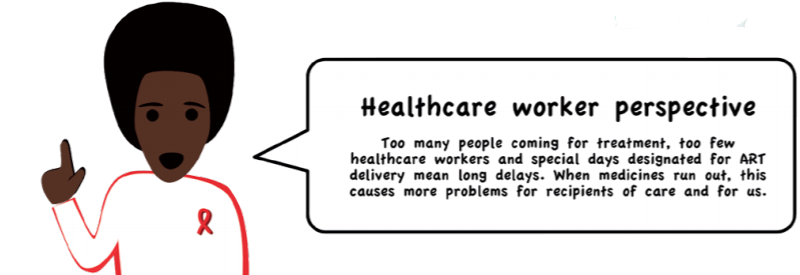 Healthcare worker perspective
Too many people coming for treatment, too few
healthcare workers and special days designated for ART
delivery mean long delays. When medicines run out, this
causes more problems for recipients of care and for us.